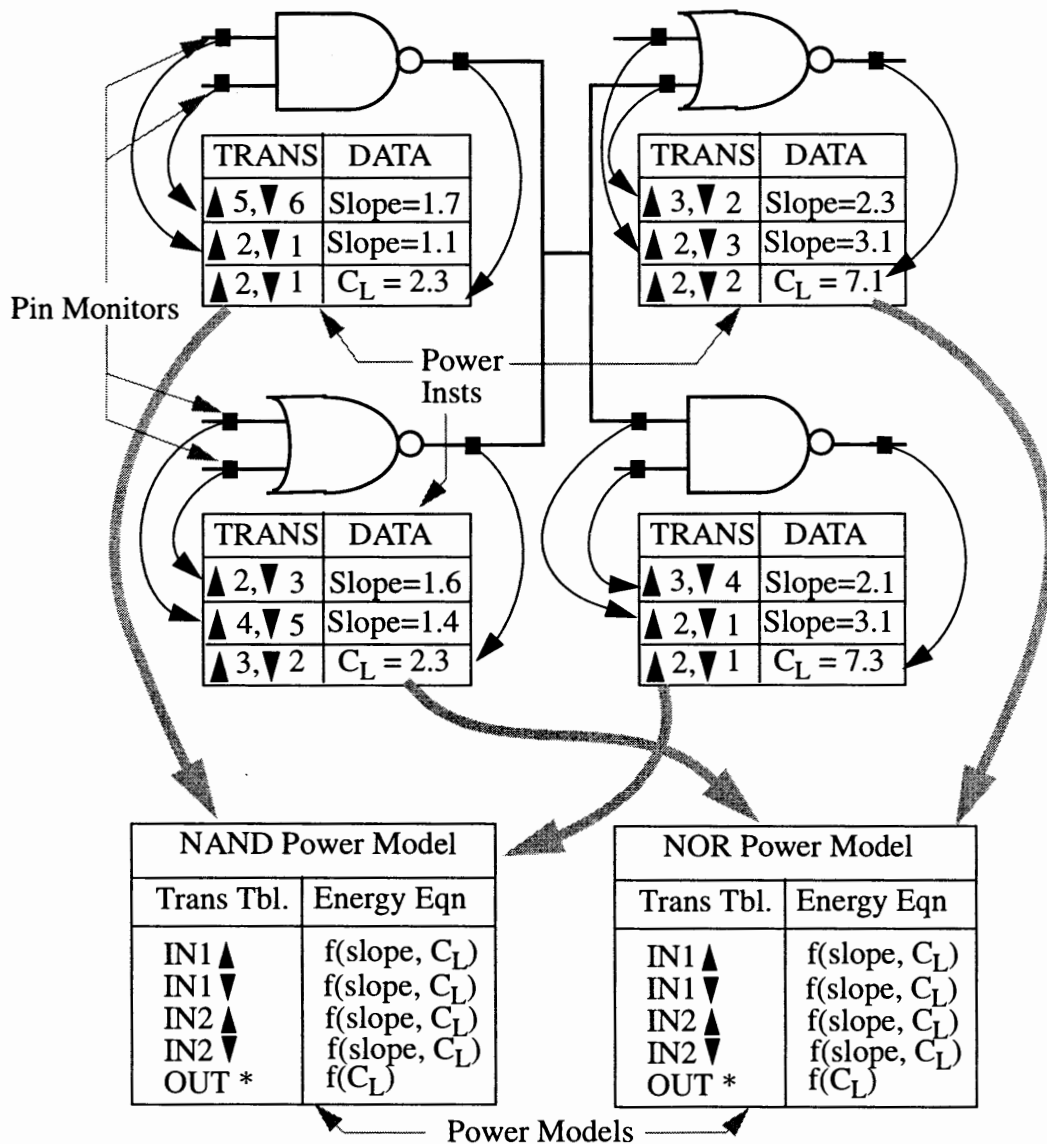 TRANS DATA
▲ 5,▼ 6 Slope=1.7
▲ 2,▼ 1 Slope=1.1
▲ 2,▼ 1 C_L = 2.3
TRANS DATA
▲ 3,▼ 2 Slope=2.3
▲ 2,▼ 3 Slope=3.1
▲ 2,▼ 2 C_L = 7.1
Pin Monitors
Power
Insts
TRANS DATA
▲ 2,▼ 3 Slope=1.6
▲ 4,▼ 5 Slope=1.4
▲ 3,▼ 2 C_L = 2.3
TRANS DATA
▲ 3,▼ 4 Slope=2.1
▲ 2,▼ 1 Slope=3.1
▲ 2,▼ 1 C_L = 7.3
NAND Power Model
Trans Tbl. Energy Eqn
IN1▲ f(slope, C_L)
IN1▼ f(slope, C_L)
IN2▲ f(slope, C_L)
IN2▼ f(slope, C_L)
OUT * f(C_L)
NOR Power Model
Trans Tbl. Energy Eqn
IN1▲ f(slope, C_L)
IN1▼ f(slope, C_L)
IN2▲ f(slope, C_L)
IN2▼ f(slope, C_L)
OUT * f(C_L)
Power Models